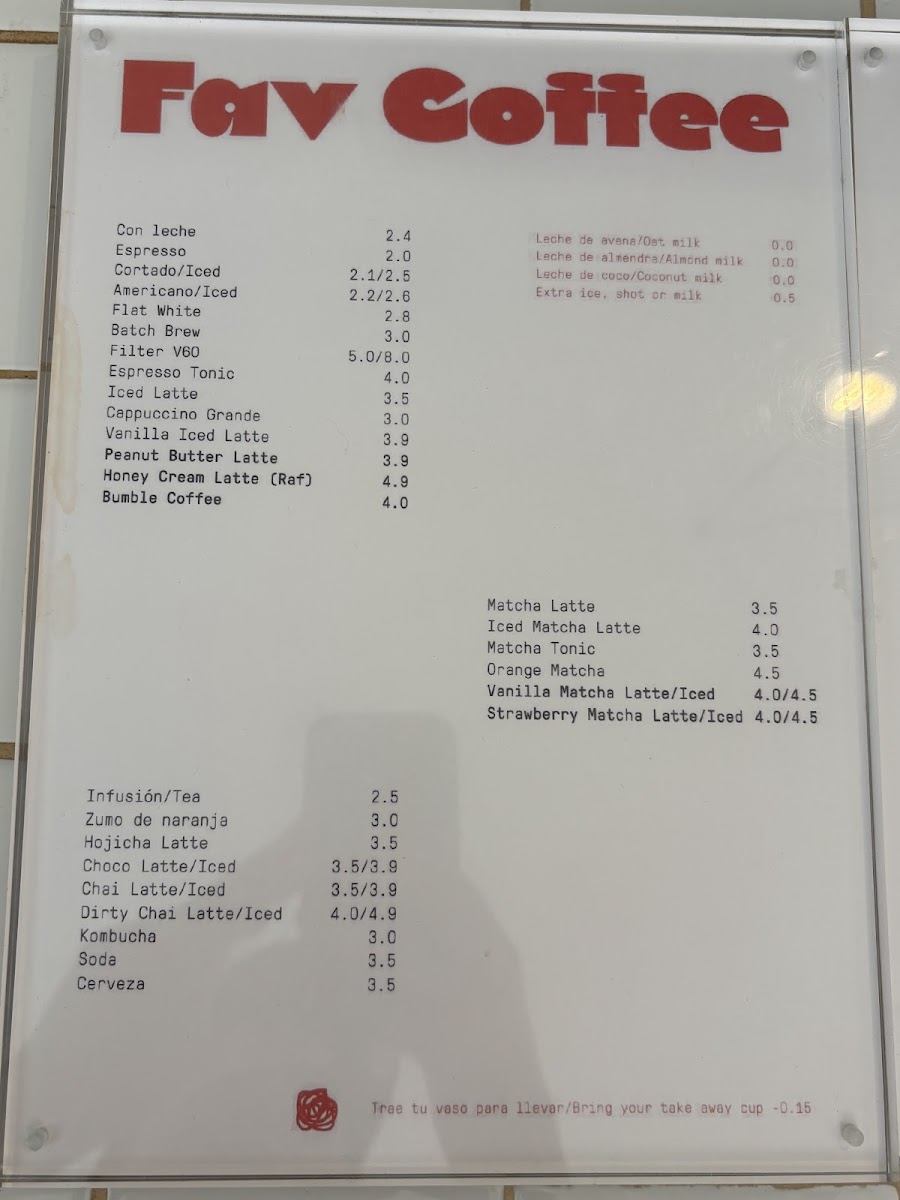 Fav Coffee
Con leche 2.4
Espresso 2.0
Cortado/Iced 2.1/2.5
Americano/Iced 2.2/2.6
Flat White 2.8
Batch Brew 3.0
Filter V60 5.0/8.0
Espresso Tonic 4.0
Iced Latte 3.5
Cappuccino Grande 3.0
Vanilla Iced Latte 3.9
Peanut Butter Latte 3.9
Honey Cream Latte (Raf) 4.9
Bumble Coffee 4.0
Leche de avena/Oat milk 0.0
Leche de almendra/Almond milk 0.0
Leche de coco/Coconut milk 0.0
Extra ice, shot or milk 0.5
Matcha Latte 3.5
Iced Matcha Latte 4.0
Matcha Tonic 3.5
Orange Matcha 4.5
Vanilla Matcha Latte/Iced 4.0/4.5
Strawberry Matcha Latte/Iced 4.0/4.5
Infusión/Tea 2.5
Zumo de naranja 3.0
Hojicha Latte 3.5
Choco Latte/Iced 3.5/3.9
Chai Latte/Iced 3.5/3.9
Dirty Chai Latte/Iced 4.0/4.9
Kombucha 3.0
Soda 3.5
Cerveza 3.5
Trae tu vaso para llevar/Bring your take away cup -0.15